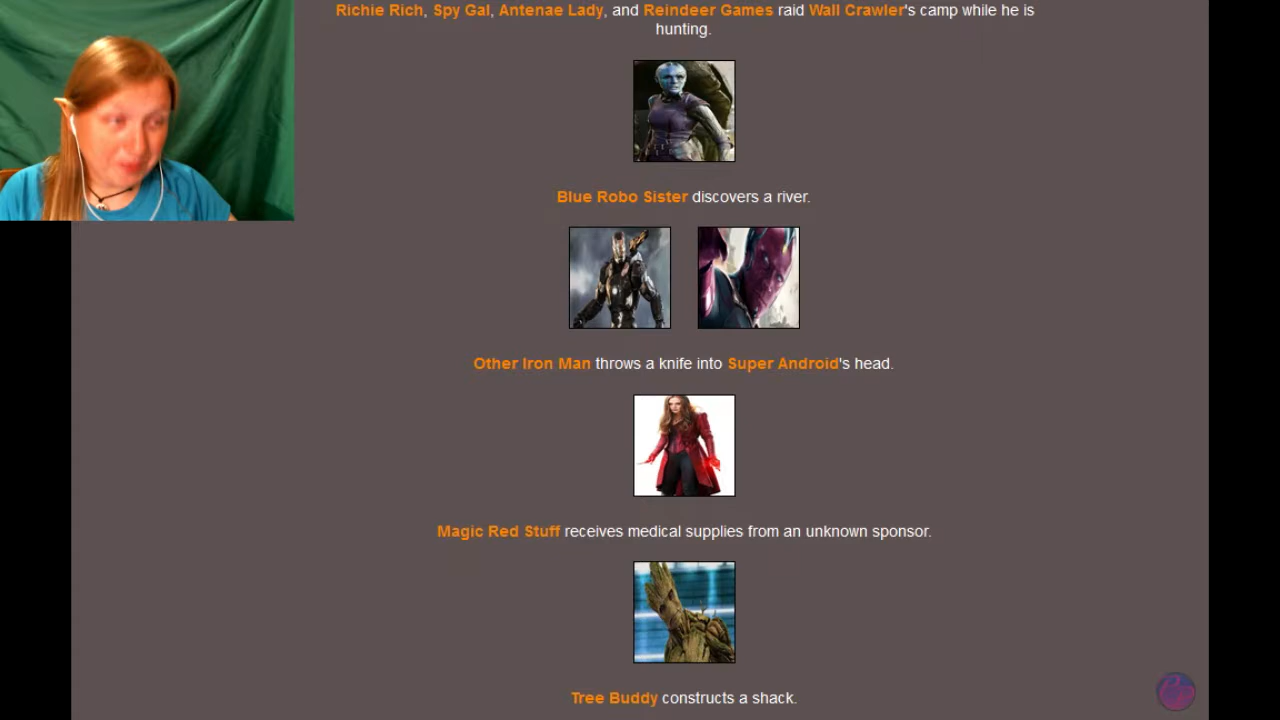 Richie Rich, Spy Gal, Antenae Lady, and Reindeer Games raid Wall Crawler's camp while he is
hunting.
Blue Robo Sister discovers a river.
Other Iron Man throws a knife into Super Android's head.
Magic Red Stuff receives medical supplies from an unknown sponsor.
Tree Buddy constructs a shack.